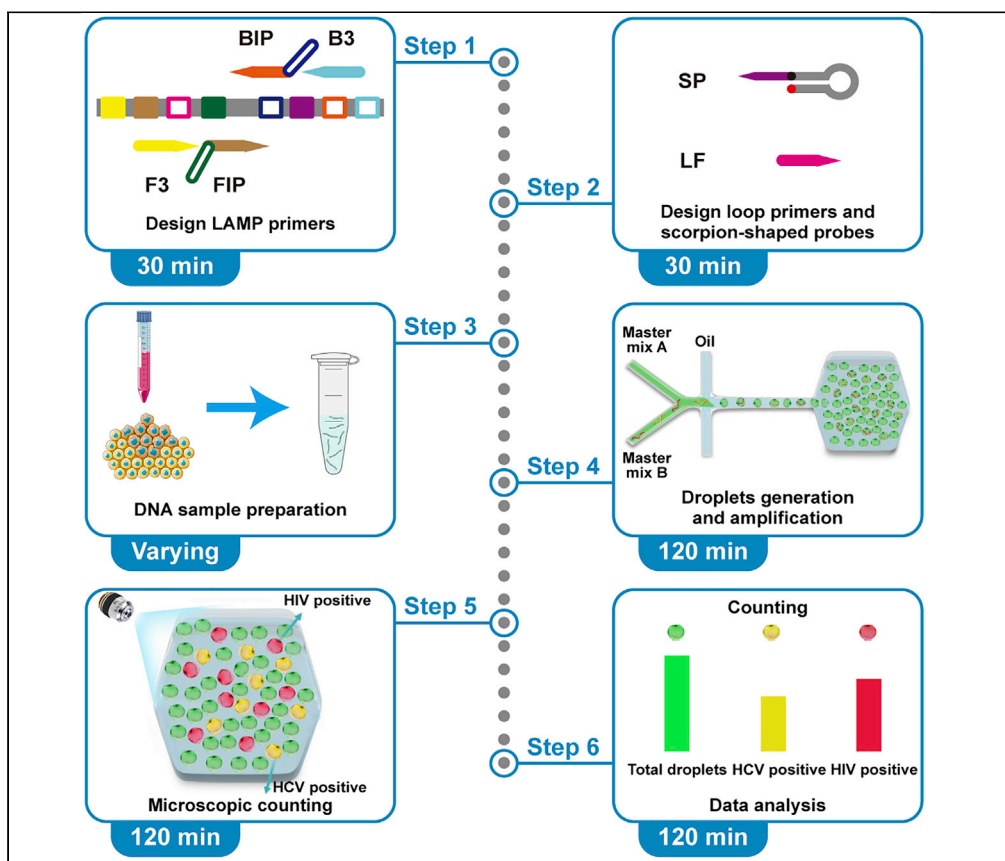 Step 1
BIP
B3
F3
FIP
Design LAMP primers
30 min
Step 2
SP
LF
Design loop primers and
scorpion-shaped probes
30 min
Step 3
DNA sample preparation
Varying
Step 4
Master
mix A
Oil
Master
mix B
Droplets generation
and amplification
120 min
Step 5
HIV positive
HCV positive
Microscopic counting
120 min
Step 6
Counting
Total droplets
HCV positive
HIV positive
Data analysis
120 min